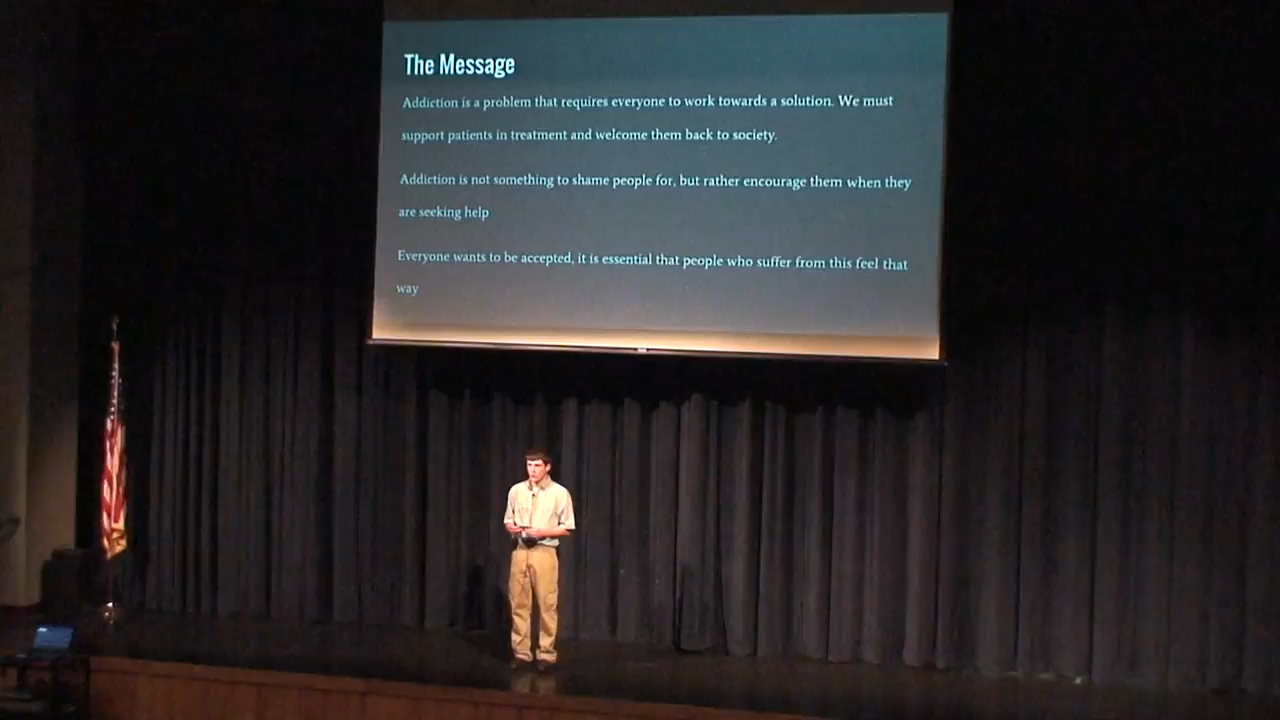 The Message
Addiction is a problem that requires everyone to work towards a solution. We must
support patients in treatment and welcome them back to society.
Addiction is not something to shame people for, but rather encourage them when they
are seeking help
Everyone wants to be accepted, it is essential that people who suffer from this feel that
way